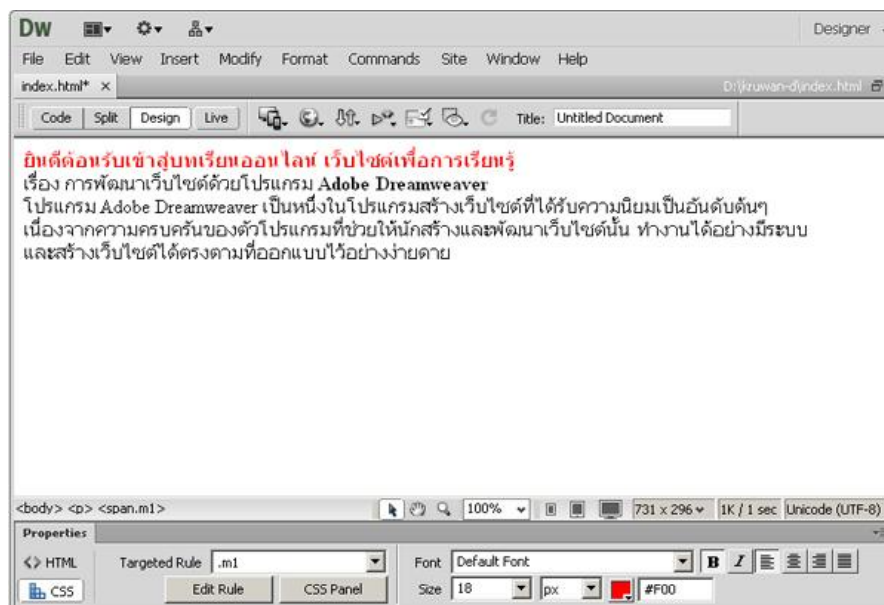 Dw Designer
File Edit View Insert Modify Format Commands Site Window Help
index.html* × D:\kruwan-d\index.html
Code Split Design Live Title: Untitled Document
ยินดีต้อนรับเข้าสู่บทเรียนออนไลน์ เว็บไซต์เพื่อการเรียนรู้
เรื่อง การพัฒนาเว็บไซต์ด้วยโปรแกรม Adobe Dreamweaver
โปรแกรม Adobe Dreamweaver เป็นหนึ่งในโปรแกรมสร้างเว็บไซต์ที่ได้รับความนิยมเป็นอันดับต้นๆ
เนื่องจากความครบครันของตัวโปรแกรมที่ช่วยให้นักสร้างและพัฒนาเว็บไซต์นั้น ทำงานได้อย่างมีระบบ
และสร้างเว็บไซต์ได้ตรงตามที่ออกแบบไว้อย่างง่ายดาย
<body> <p> <span.m1> 100% 731 x 296 1K / 1 sec Unicode (UTF-8)
Properties
<> HTML Targeted Rule .m1 Font Default Font B I
CSS Edit Rule CSS Panel Size 18 px #F00